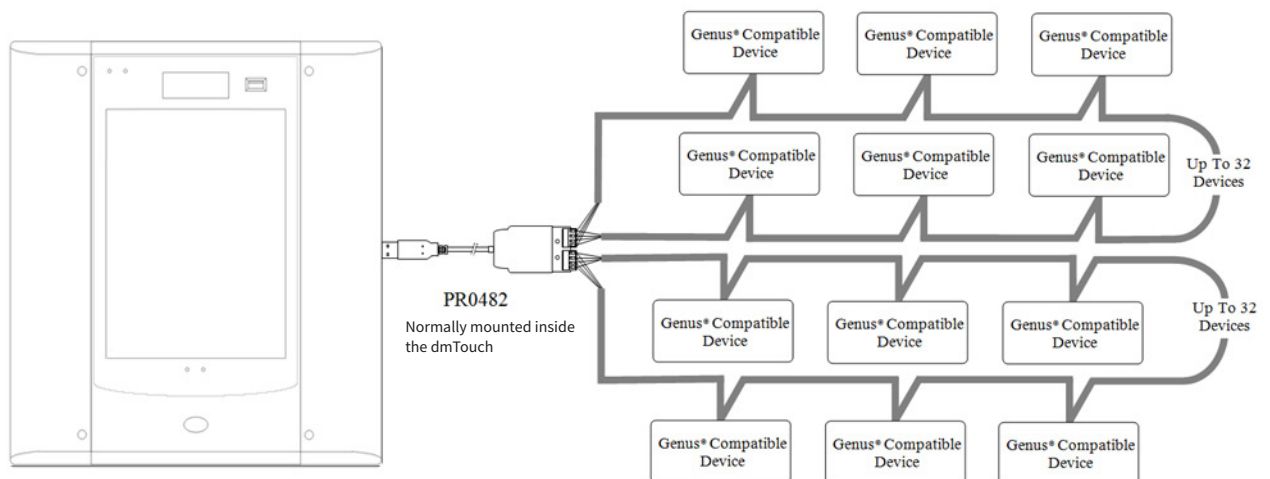 Genus® Compatible
Device
Genus® Compatible
Device
Genus® Compatible
Device
Genus® Compatible
Device
Genus® Compatible
Device
Genus® Compatible
Device
Up To 32
Devices
PR0482
Normally mounted inside
the dmTouch
Genus® Compatible
Device
Genus® Compatible
Device
Genus® Compatible
Device
Up To 32
Devices
Genus® Compatible
Device
Genus® Compatible
Device
Genus® Compatible
Device